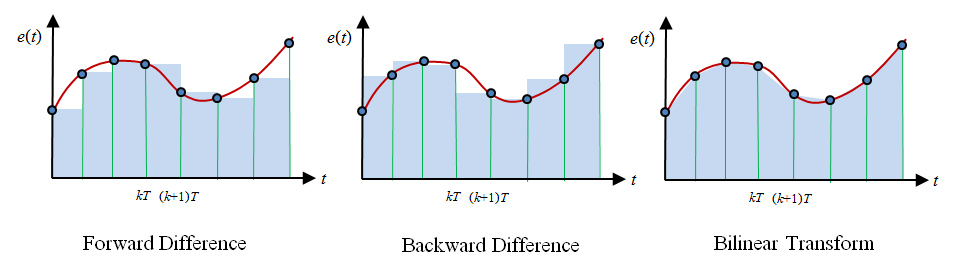 e(t)
t
kT (k+1)T
Forward Difference
e(t)
t
kT (k+1)T
Backward Difference
e(t)
t
kT (k+1)T
Bilinear Transform